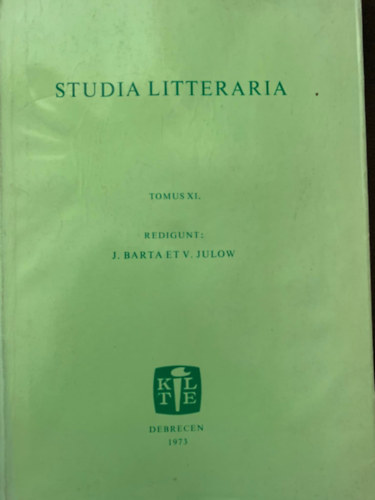 STUDIA LITTERARIA
TOMUS XI.
REDIGUNT:
J. BARTA ET V. JULOW
K L
T E
DEBRECEN
1973